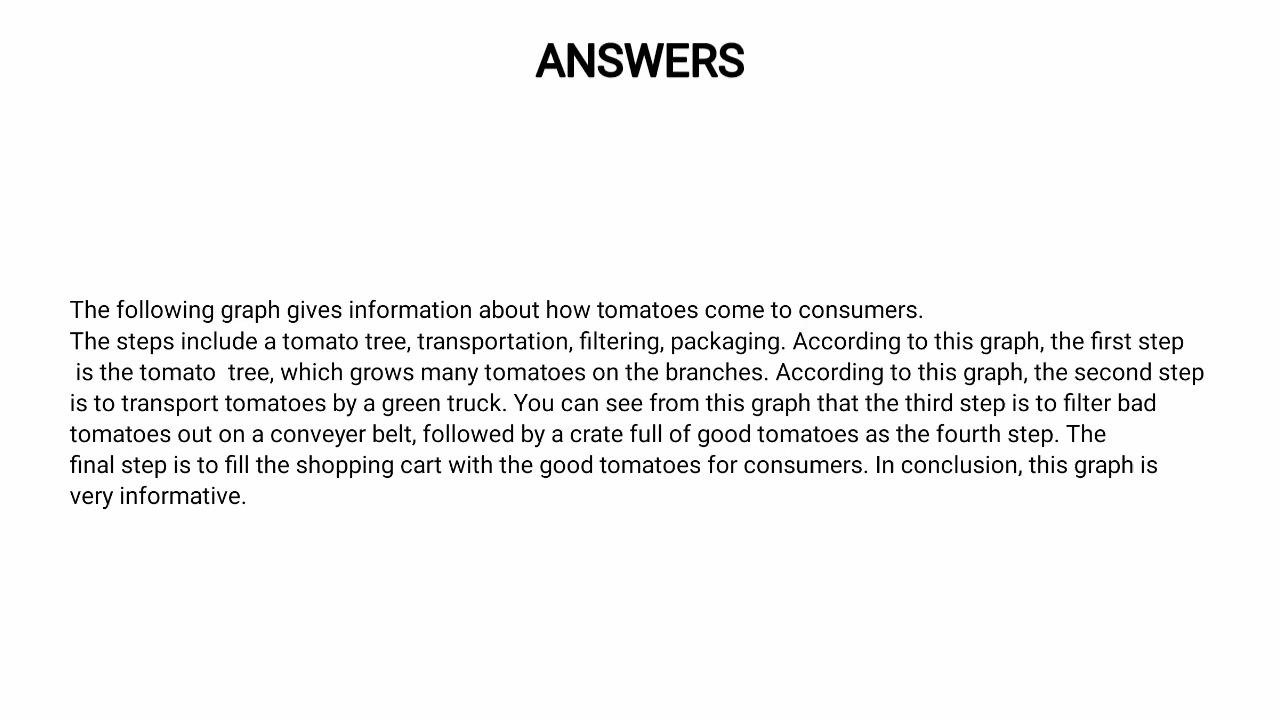 ANSWERS
The following graph gives information about how tomatoes come to consumers.
The steps include a tomato tree, transportation, filtering, packaging. According to this graph, the first step
is the tomato  tree, which grows many tomatoes on the branches. According to this graph, the second step
is to transport tomatoes by a green truck. You can see from this graph that the third step is to filter bad
tomatoes out on a conveyer belt, followed by a crate full of good tomatoes as the fourth step. The
final step is to fill the shopping cart with the good tomatoes for consumers. In conclusion, this graph is
very informative.